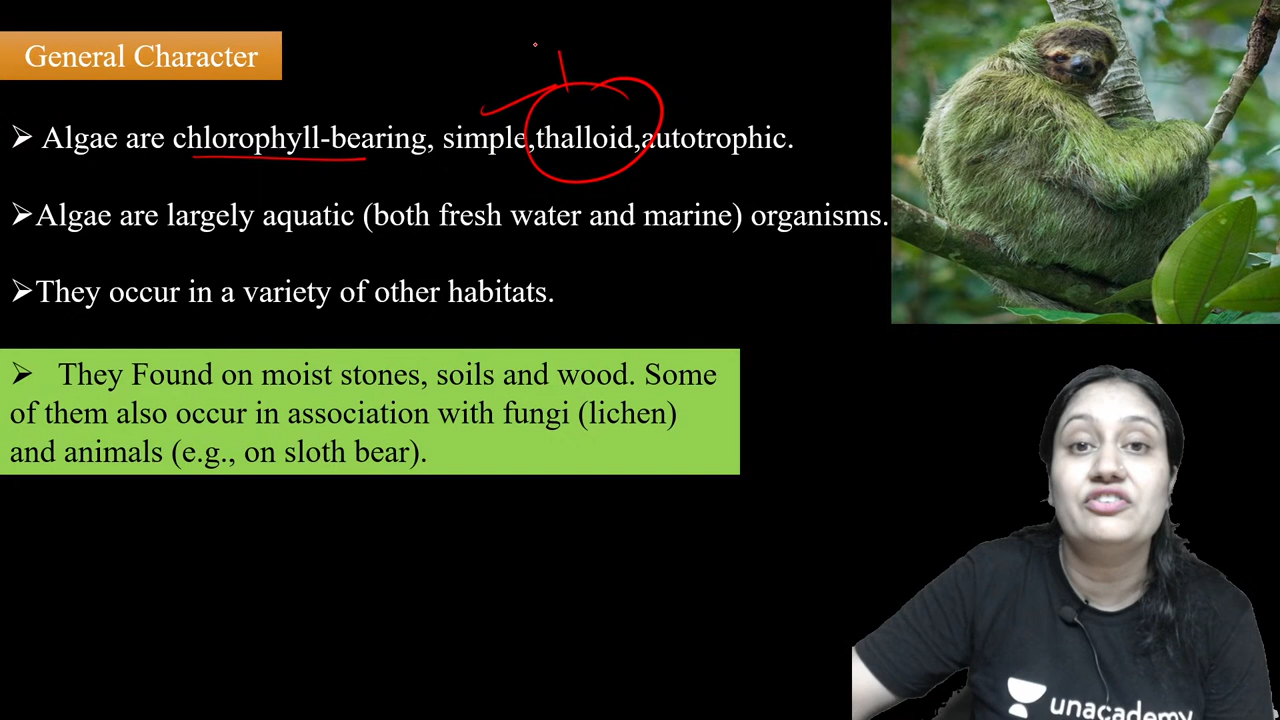 General Character
➢ Algae are chlorophyll-bearing, simple,thalloid,autotrophic.
➢Algae are largely aquatic (both fresh water and marine) organisms.
➢They occur in a variety of other habitats.
➢ They Found on moist stones, soils and wood. Some
of them also occur in association with fungi (lichen)
and animals (e.g., on sloth bear).
unacademy